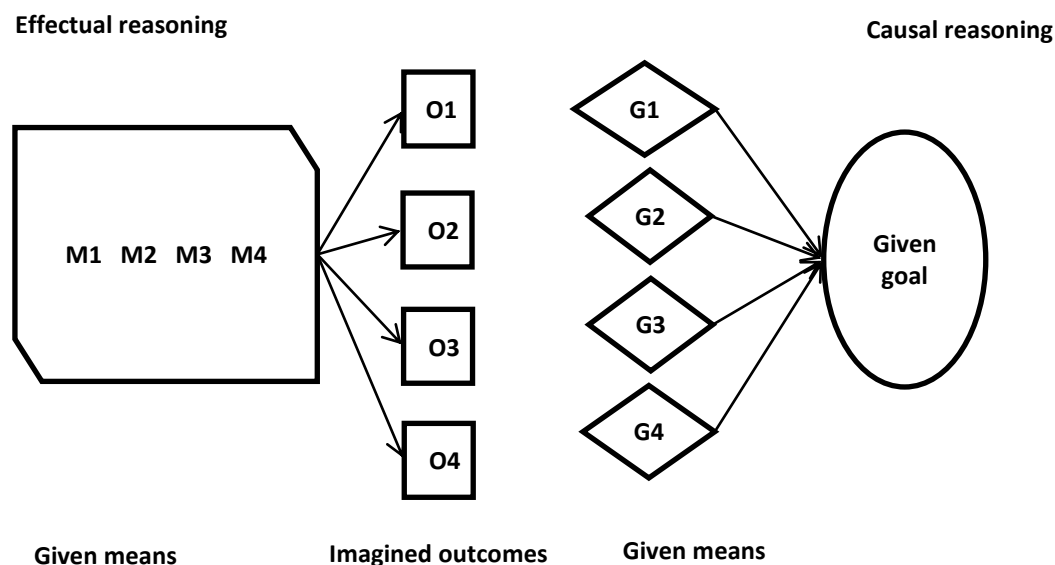 Effectual reasoning
Causal reasoning
O1
G1
O2
G2
M1 M2 M3 M4
Given
goal
O3
G3
O4
G4
Given means
Imagined outcomes
Given means